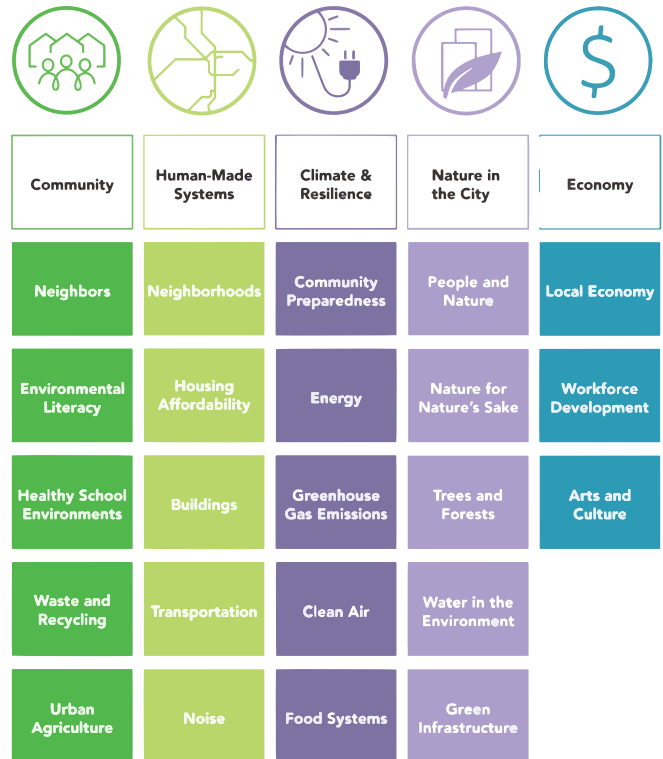 $
Community
Human-Made
Systems
Climate &
Resilience
Nature in
the City
Economy
Neighbors
Neighborhoods
Community
Preparedness
People and
Nature
Local Economy
Environmental
Literacy
Housing
Affordability
Energy
Nature for
Nature's Sake
Workforce
Development
Healthy School
Environments
Buildings
Greenhouse
Gas Emissions
Trees and
Forests
Arts and
Culture
Waste and
Recycling
Transportation
Clean Air
Water in the
Environment
Urban
Agriculture
Noise
Food Systems
Green
Infrastructure